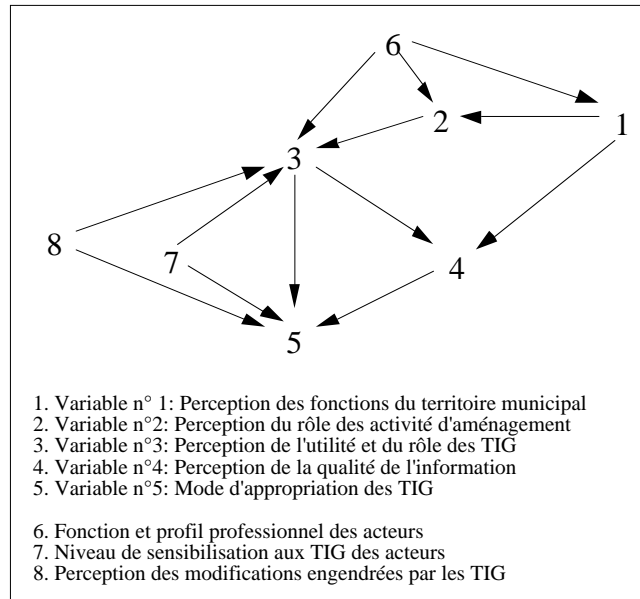 6
2
1
3
8
7
4
5
1. Variable n° 1: Perception des fonctions du territoire municipal
2. Variable n°2: Perception du rôle des activité d'aménagement
3. Variable n°3: Perception de l'utilité et du rôle des TIG
4. Variable n°4: Perception de la qualité de l'information
5. Variable n°5: Mode d'appropriation des TIG
6. Fonction et profil professionnel des acteurs
7. Niveau de sensibilisation aux TIG des acteurs
8. Perception des modifications engendrées par les TIG